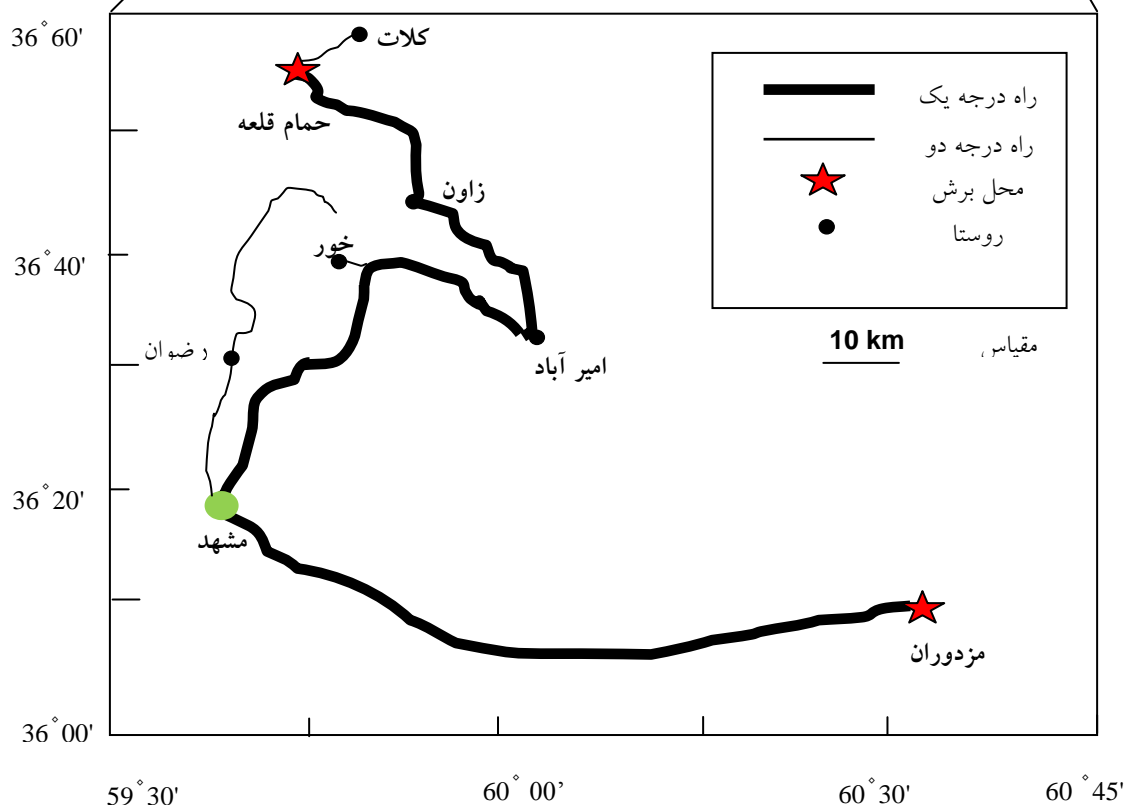 36°60'
کلات
حمام قلعه
زاون
36°40'
خور
رضوان
امیر آباد
36°20'
مشهد
مزدوران
36°00'
59°30'
60°00’
60°30'
60°45'
راه درجه یک
راه درجه دو
محل برش
روستا
10 km
مقیاس